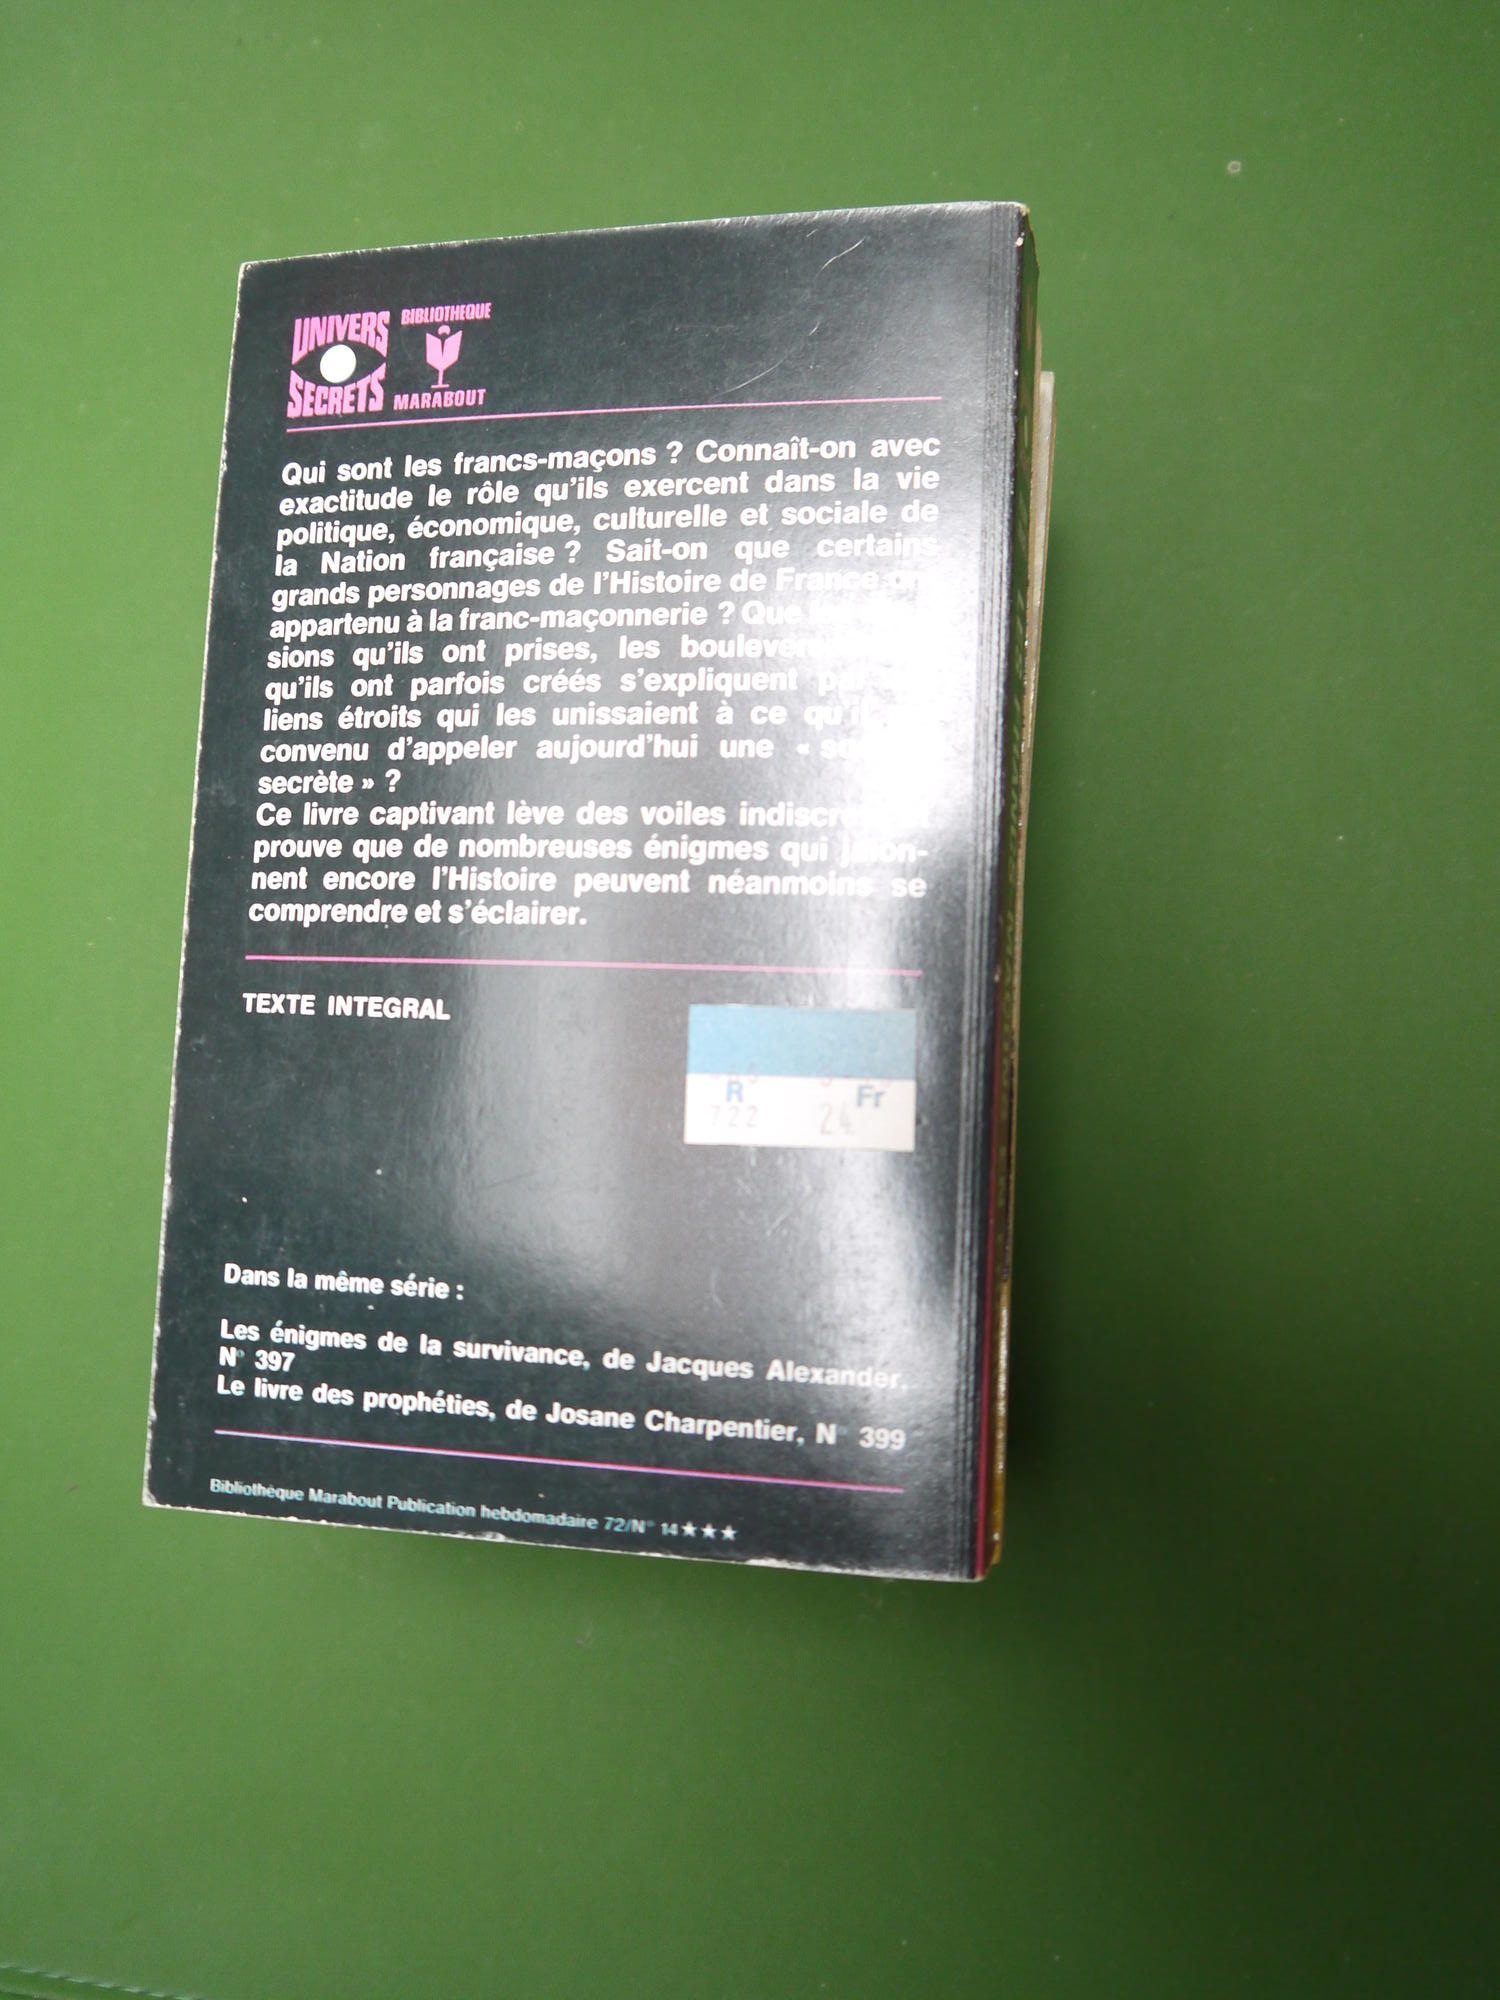 UNIVERS
SECRETS
BIBLIOTHEQUE
MARABOUT
Qui sont les francs-maçons ? Connaît-on avec
exactitude le rôle qu'ils exercent dans la vie
politique, économique, culturelle et sociale de
la Nation française ? Sait-on que certains
grands personnages de l'Histoire de France
appartenu à la franc-maçonnerie ? Que
sions qu'ils ont prises, les
qu'ils ont parfois créés s'expliquent
liens étroits qui les unissaient à ce
convenu d'appeler aujourd'hui une «
secrète » ?
Ce livre captivant lève des voiles
prouve que de nombreuses énigmes qui jalon-
nent encore l'Histoire peuvent néanmoins se
comprendre et s'éclairer.
TEXTE INTEGRAL
R Fr
722 24
Dans la même série :
Les énigmes de la survivance, de Jacques Alexander,
N° 397
Le livre des prophéties, de Josane Charpentier, N° 399
Bibliothèque Marabout Publication hebdomadaire 72/N° 14★★★